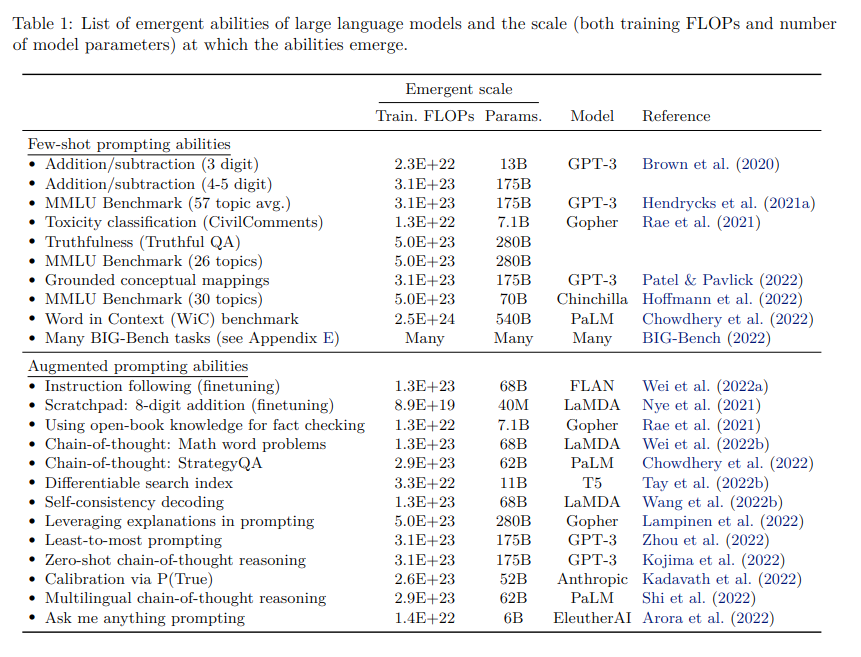 Table 1: List of emergent abilities of large language models and the scale (both training FLOPs and number
of model parameters) at which the abilities emerge.
Emergent scale
Train. FLOPs Params. Model Reference
Few-shot prompting abilities
• Addition/subtraction (3 digit) 2.3E+22 13B GPT-3 Brown et al. (2020)
• Addition/subtraction (4-5 digit) 3.1E+23 175B
• MMLU Benchmark (57 topic avg.) 3.1E+23 175B GPT-3 Hendrycks et al. (2021a)
• Toxicity classification (CivilComments) 1.3E+22 7.1B Gopher Rae et al. (2021)
• Truthfulness (Truthful QA) 5.0E+23 280B
• MMLU Benchmark (26 topics) 5.0E+23 280B
• Grounded conceptual mappings 3.1E+23 175B GPT-3 Patel & Pavlick (2022)
• MMLU Benchmark (30 topics) 5.0E+23 70B Chinchilla Hoffmann et al. (2022)
• Word in Context (WiC) benchmark 2.5E+24 540B PaLM Chowdhery et al. (2022)
• Many BIG-Bench tasks (see Appendix E) Many Many Many BIG-Bench (2022)
Augmented prompting abilities
• Instruction following (finetuning) 1.3E+23 68B FLAN Wei et al. (2022a)
• Scratchpad: 8-digit addition (finetuning) 8.9E+19 40M LaMDA Nye et al. (2021)
• Using open-book knowledge for fact checking 1.3E+22 7.1B Gopher Rae et al. (2021)
• Chain-of-thought: Math word problems 1.3E+23 68B LaMDA Wei et al. (2022b)
• Chain-of-thought: StrategyQA 2.9E+23 62B PaLM Chowdhery et al. (2022)
• Differentiable search index 3.3E+22 11B T5 Tay et al. (2022b)
• Self-consistency decoding 1.3E+23 68B LaMDA Wang et al. (2022b)
• Leveraging explanations in prompting 5.0E+23 280B Gopher Lampinen et al. (2022)
• Least-to-most prompting 3.1E+23 175B GPT-3 Zhou et al. (2022)
• Zero-shot chain-of-thought reasoning 3.1E+23 175B GPT-3 Kojima et al. (2022)
• Calibration via P(True) 2.6E+23 52B Anthropic Kadavath et al. (2022)
• Multilingual chain-of-thought reasoning 2.9E+23 62B PaLM Shi et al. (2022)
• Ask me anything prompting 1.4E+22 6B EleutherAI Arora et al. (2022)